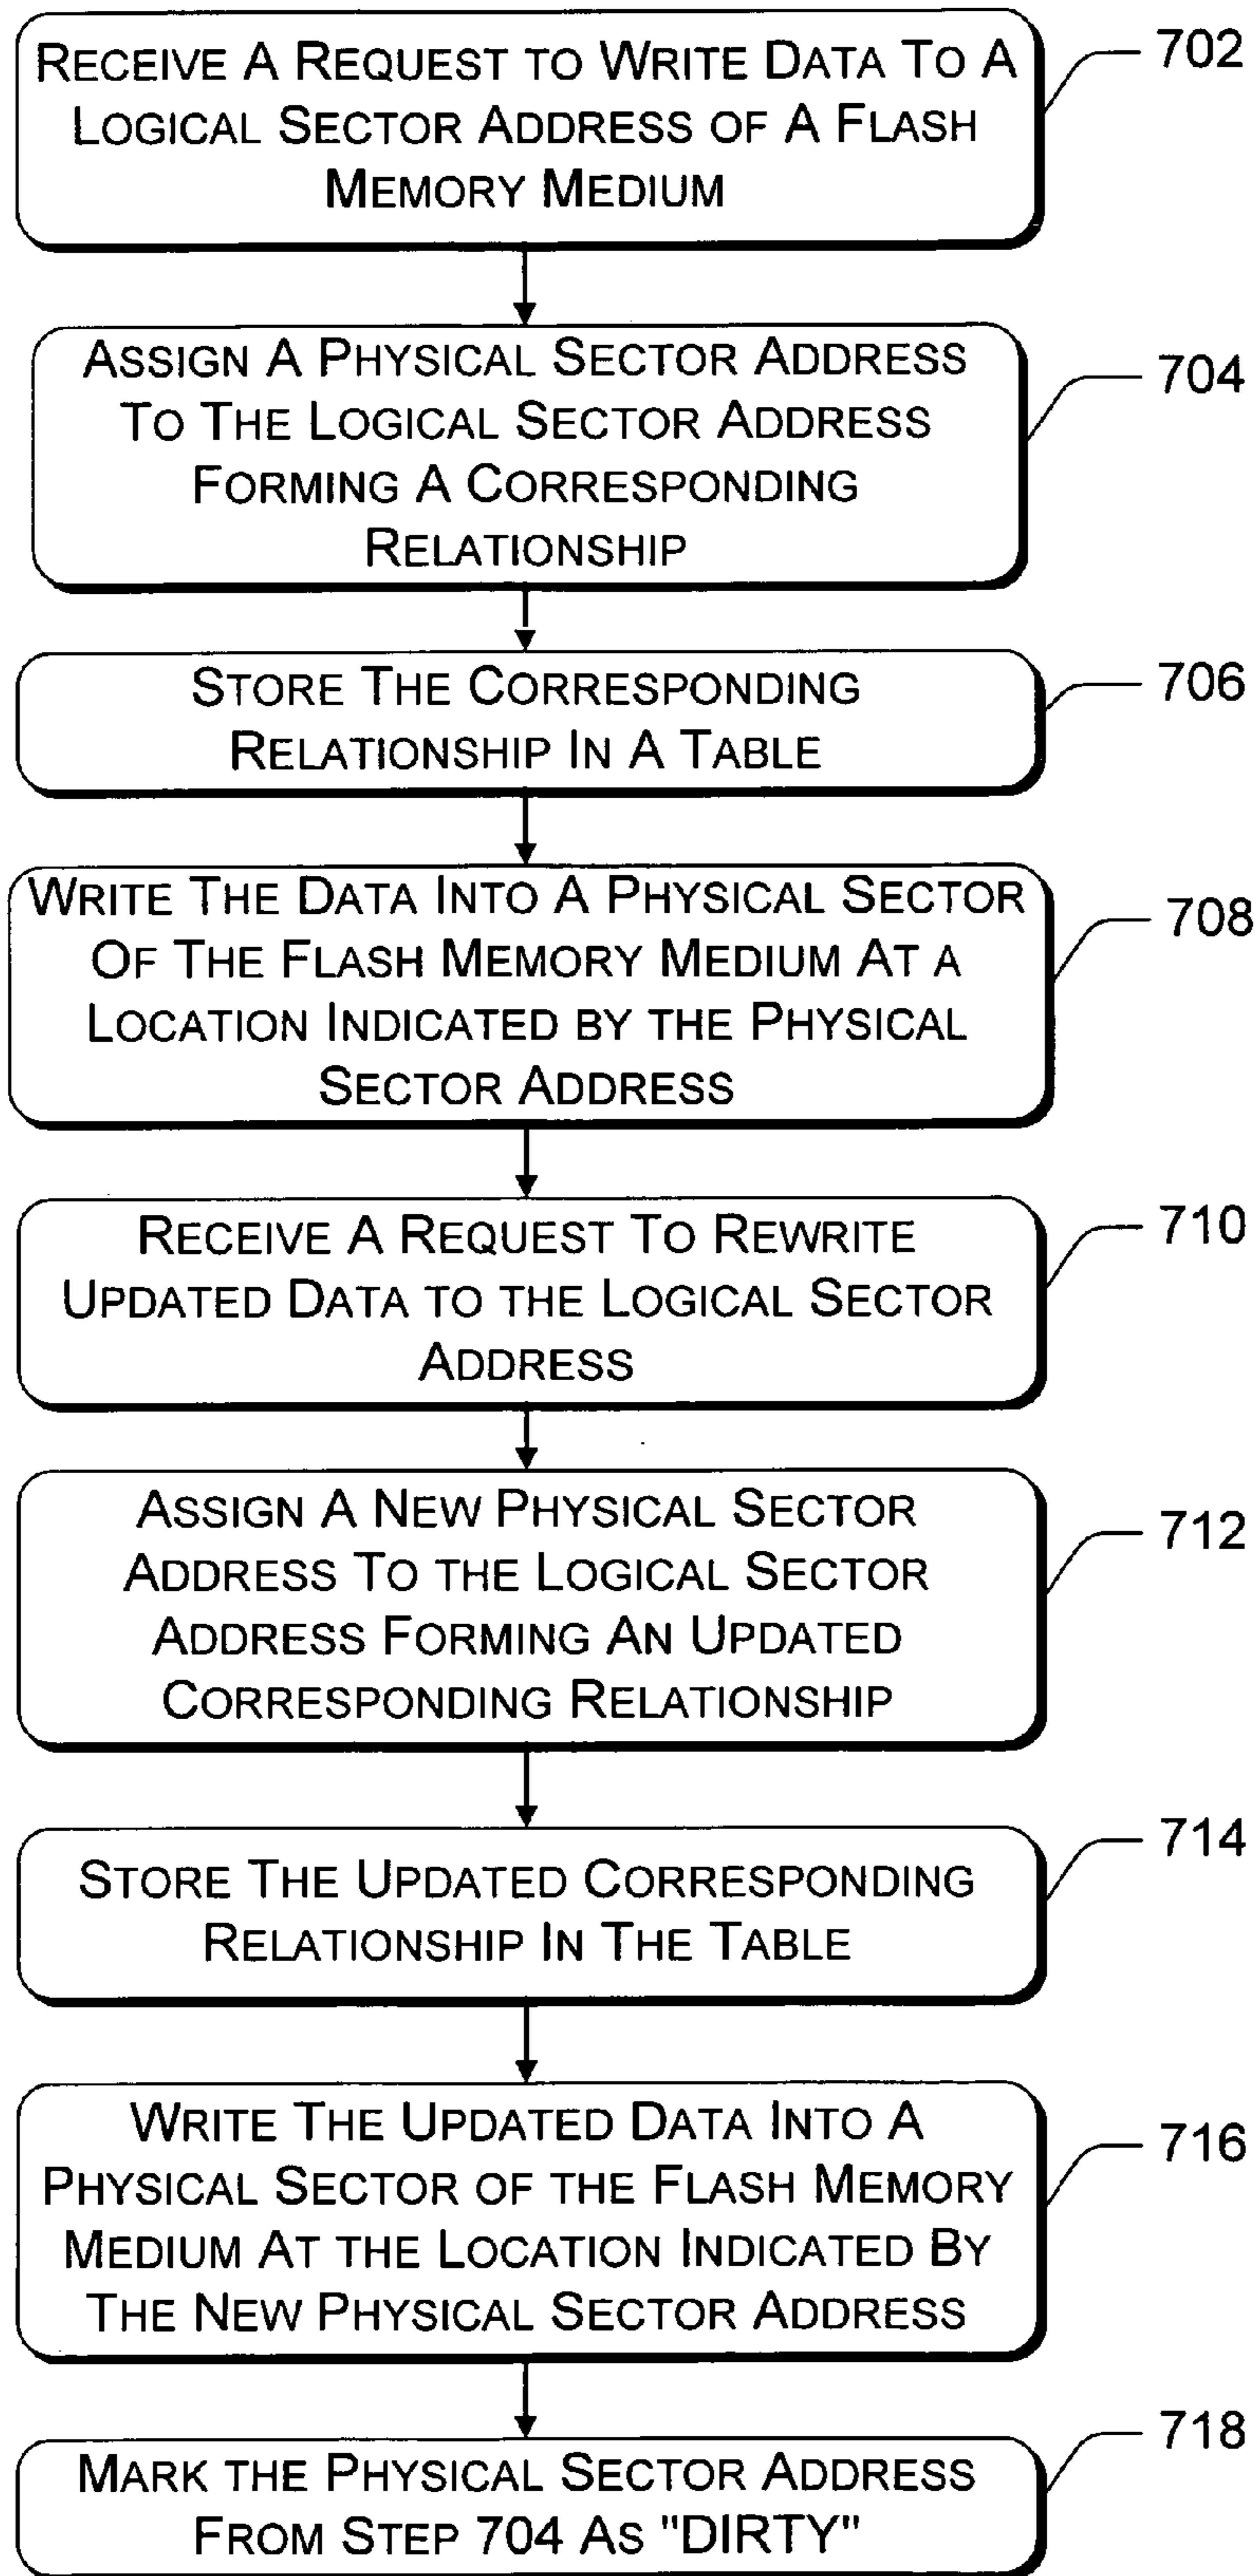 RECEIVE A REQUEST TO WRITE DATA TO A
LOGICAL SECTOR ADDRESS OF A FLASH
MEMORY MEDIUM
702
ASSIGN A PHYSICAL SECTOR ADDRESS
TO THE LOGICAL SECTOR ADDRESS
FORMING A CORRESPONDING
RELATIONSHIP
704
STORE THE CORRESPONDING
RELATIONSHIP IN A TABLE
706
WRITE THE DATA INTO A PHYSICAL SECTOR
OF THE FLASH MEMORY MEDIUM AT A
LOCATION INDICATED BY THE PHYSICAL
SECTOR ADDRESS
708
RECEIVE A REQUEST TO REWRITE
UPDATED DATA TO THE LOGICAL SECTOR
ADDRESS
710
ASSIGN A NEW PHYSICAL SECTOR
ADDRESS TO THE LOGICAL SECTOR
ADDRESS FORMING AN UPDATED
CORRESPONDING RELATIONSHIP
712
STORE THE UPDATED CORRESPONDING
RELATIONSHIP IN THE TABLE
714
WRITE THE UPDATED DATA INTO A
PHYSICAL SECTOR OF THE FLASH MEMORY
MEDIUM AT THE LOCATION INDICATED BY
THE NEW PHYSICAL SECTOR ADDRESS
716
MARK THE PHYSICAL SECTOR ADDRESS
FROM STEP 704 AS "DIRTY"
718